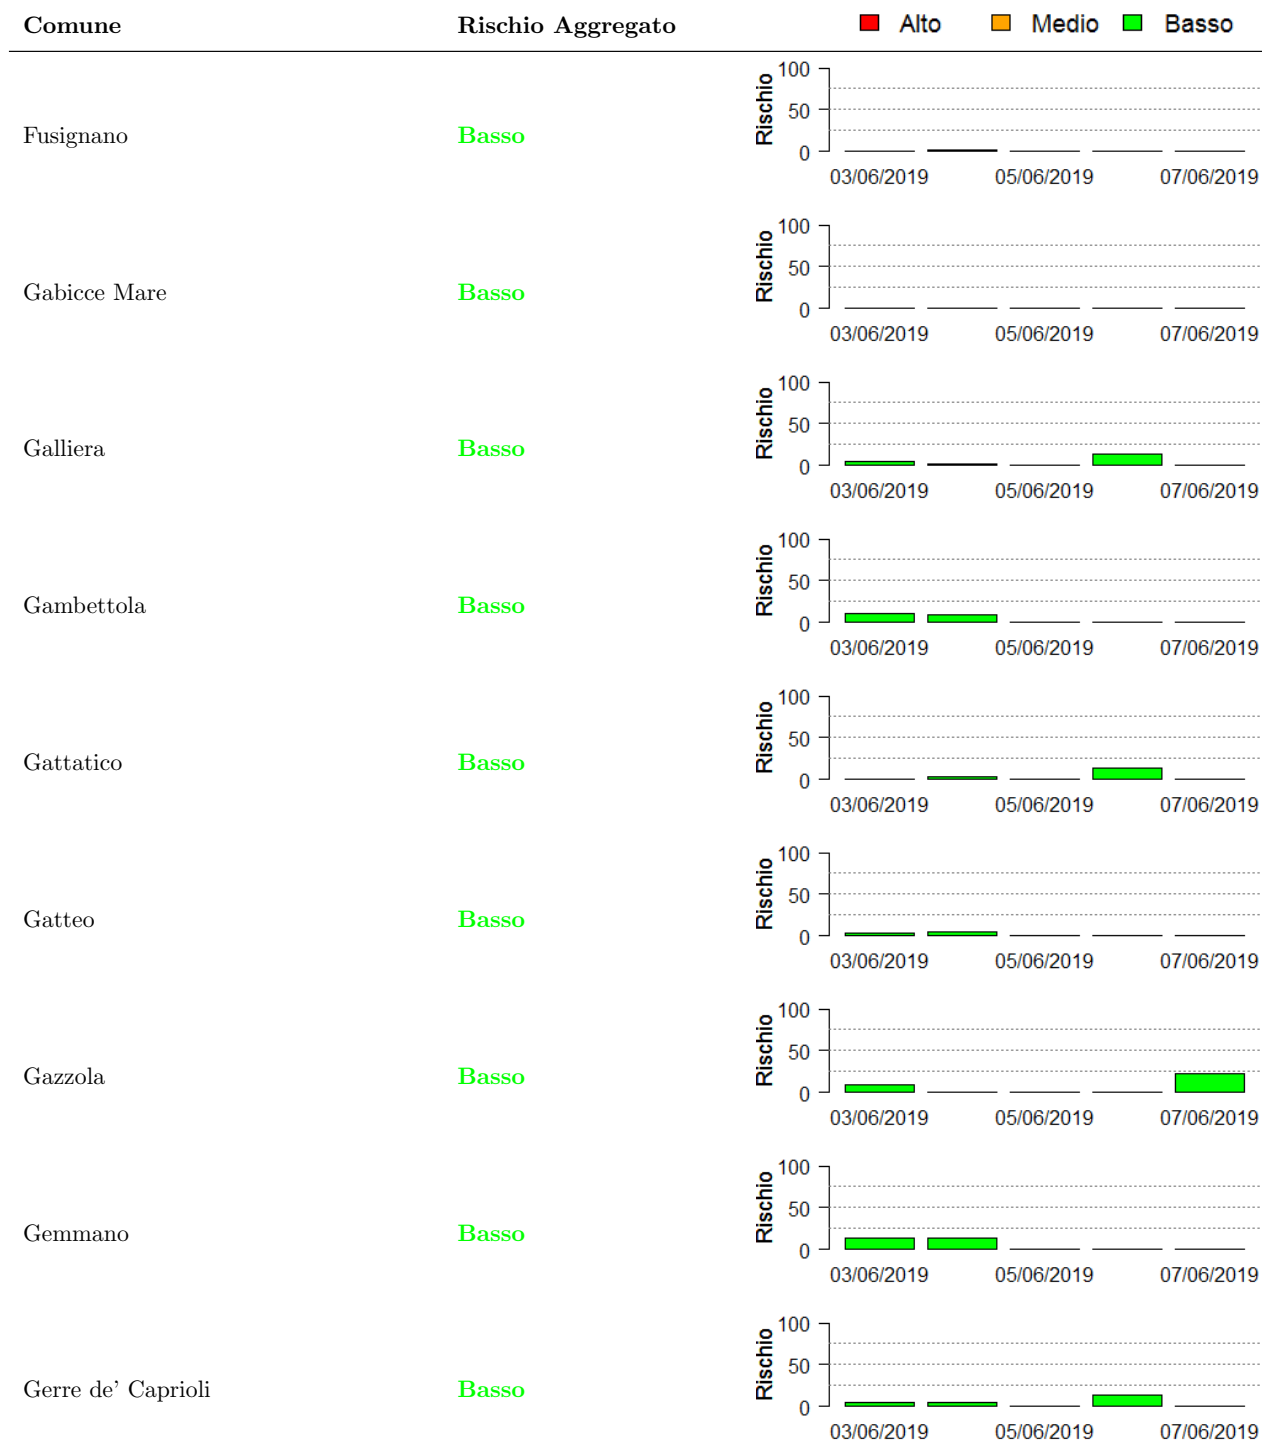 Comune Rischio Aggregato Alto Medio Basso
Fusignano Basso Rischio 100 50 0
03/06/2019 05/06/2019 07/06/2019
Gabicce Mare Basso Rischio 100 50 0
03/06/2019 05/06/2019 07/06/2019
Galliera Basso Rischio 100 50 0
03/06/2019 05/06/2019 07/06/2019
Gambettola Basso Rischio 100 50 0
03/06/2019 05/06/2019 07/06/2019
Gattatico Basso Rischio 100 50 0
03/06/2019 05/06/2019 07/06/2019
Gatteo Basso Rischio 100 50 0
03/06/2019 05/06/2019 07/06/2019
Gazzola Basso Rischio 100 50 0
03/06/2019 05/06/2019 07/06/2019
Gemmano Basso Rischio 100 50 0
03/06/2019 05/06/2019 07/06/2019
Gerre de' Caprioli Basso Rischio 100 50 0
03/06/2019 05/06/2019 07/06/2019